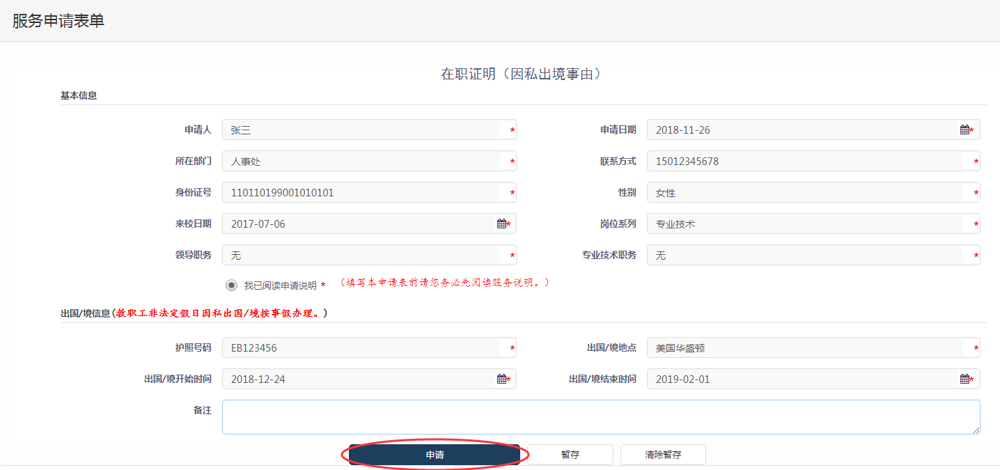 服务申请表单
在职证明（因私出境事由）
基本信息
申请人 张三 * 申请日期 2018-11-26 *
所在部门 人事处 * 联系方式 15012345678 *
身份证号 110110199001010101 * 性别 女性 *
来校日期 2017-07-06 * 岗位系列 专业技术 *
领导职务 无 * 专业技术职务 无 *
我已阅读申请说明 * （填写本申请表前请您务必先阅读服务说明。）
出国/境信息(教职工非法定假日因私出国/境按事假办理。)
护照号码 EB123456 * 出国/境地点 美国华盛顿 *
出国/境开始时间 2018-12-24 * 出国/境结束时间 2019-02-01 *
备注
申请 暂存 清除暂存